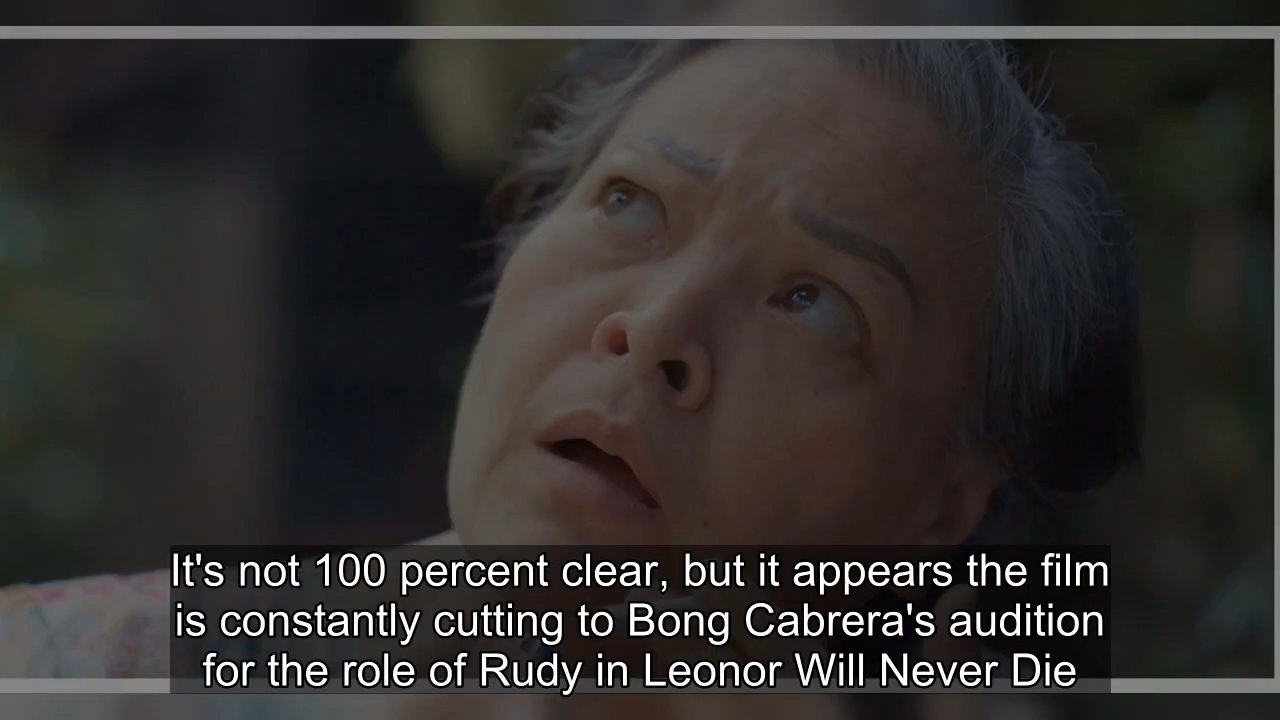 It's not 100 percent clear, but it appears the film
is constantly cutting to Bong Cabrera's audition
for the role of Rudy in Leonor Will Never Die